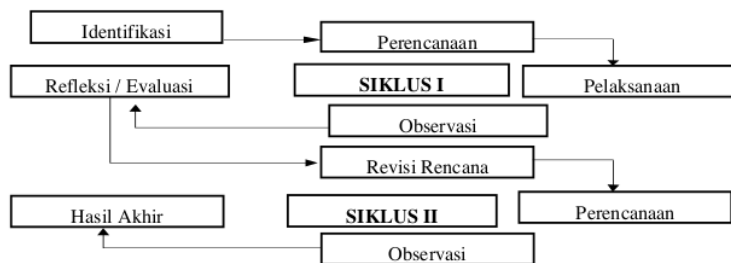 Identifikasi
Perencanaan
Refleksi / Evaluasi
SIKLUS I
Pelaksanaan
Observasi
Revisi Rencana
Hasil Akhir
SIKLUS II
Perencanaan
Observasi